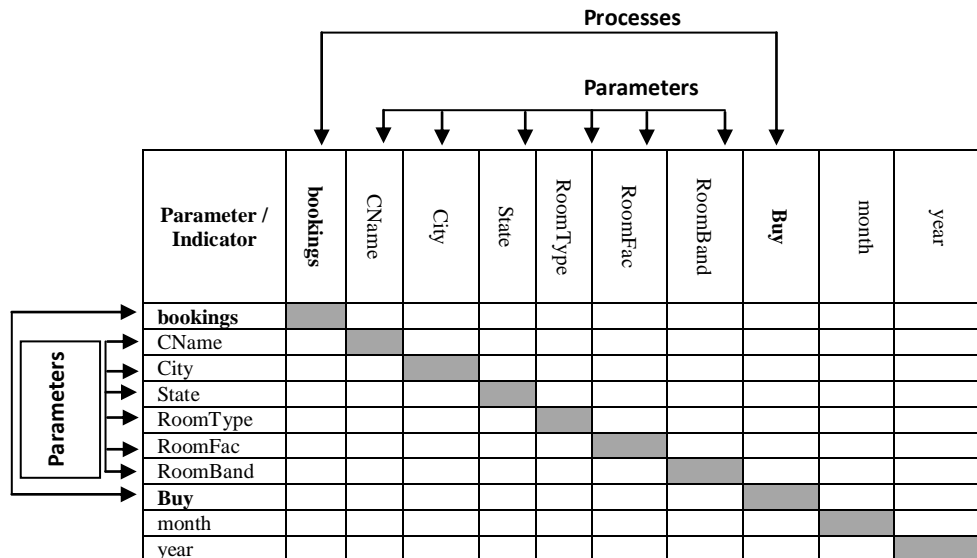 Processes
Parameters
Parameter / Indicator
bookings
CName
City
State
RoomType
RoomFac
RoomBand
Buy
month
year
Parameters
bookings
CName
City
State
RoomType
RoomFac
RoomBand
Buy
month
year